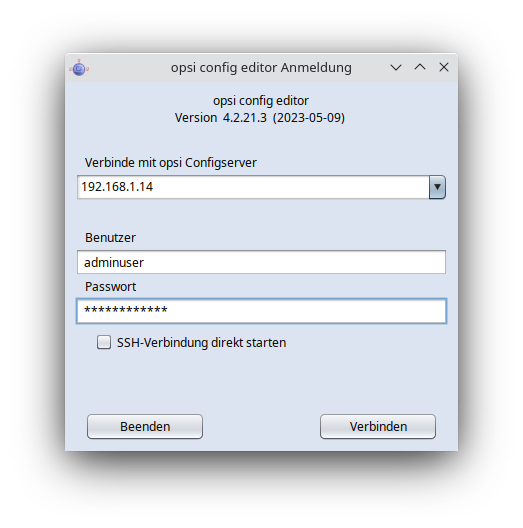 opsi config editor Anmeldung
opsi config editor
Version 4.2.21.3 (2023-05-09)
Verbinde mit opsi Configserver
192.168.1.14
Benutzer
adminuser
Passwort
************
SSH-Verbindung direkt starten
Beenden
Verbinden